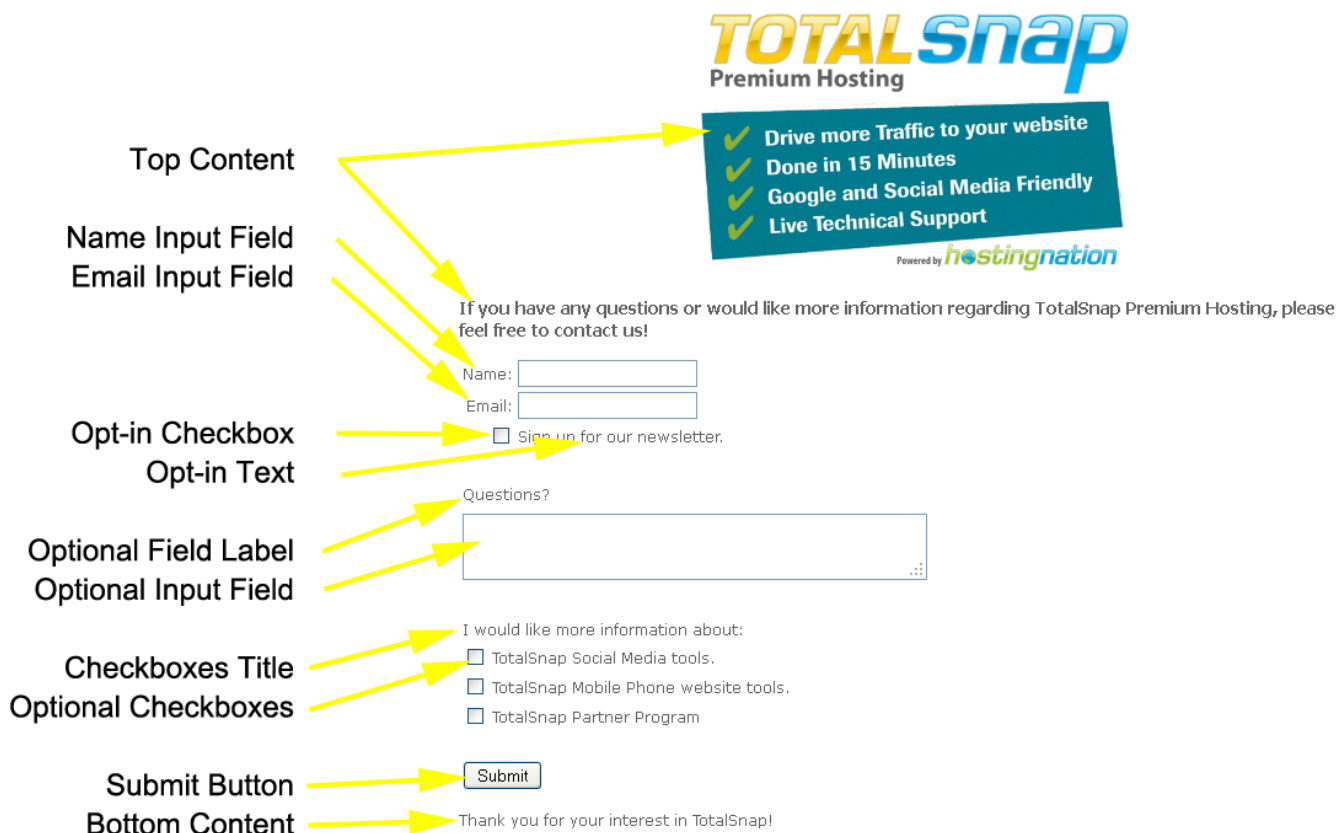 TOTALsnap
Premium Hosting
Drive more Traffic to your website
Done in 15 Minutes
Google and Social Media Friendly
Live Technical Support
Powered by hostingnation
Top Content
Name Input Field
Email Input Field
If you have any questions or would like more information regarding TotalSnap Premium Hosting, please
feel free to contact us!
Name:
Email:
Opt-in Checkbox
Sign up for our newsletter.
Opt-in Text
Questions?
Optional Field Label
Optional Input Field
I would like more information about:
Checkboxes Title
TotalSnap Social Media tools.
Optional Checkboxes
TotalSnap Mobile Phone website tools.
TotalSnap Partner Program
Submit Button
Submit
Bottom Content
Thank you for your interest in TotalSnap!